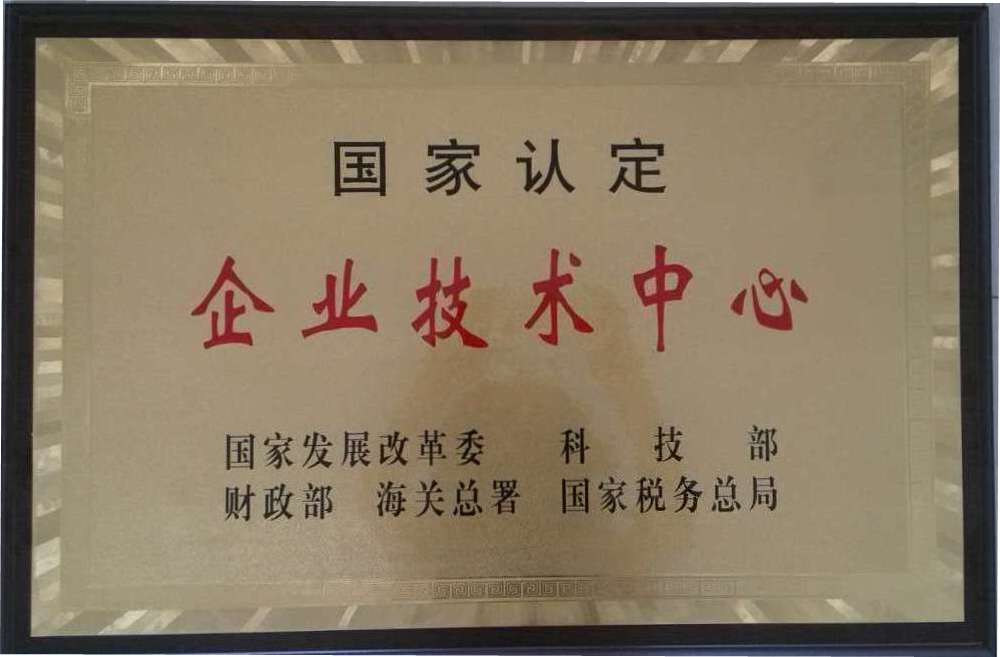 国家认定
企业技术中心
国家发展改革委 科技部
财政部 海关总署 国家税务总局